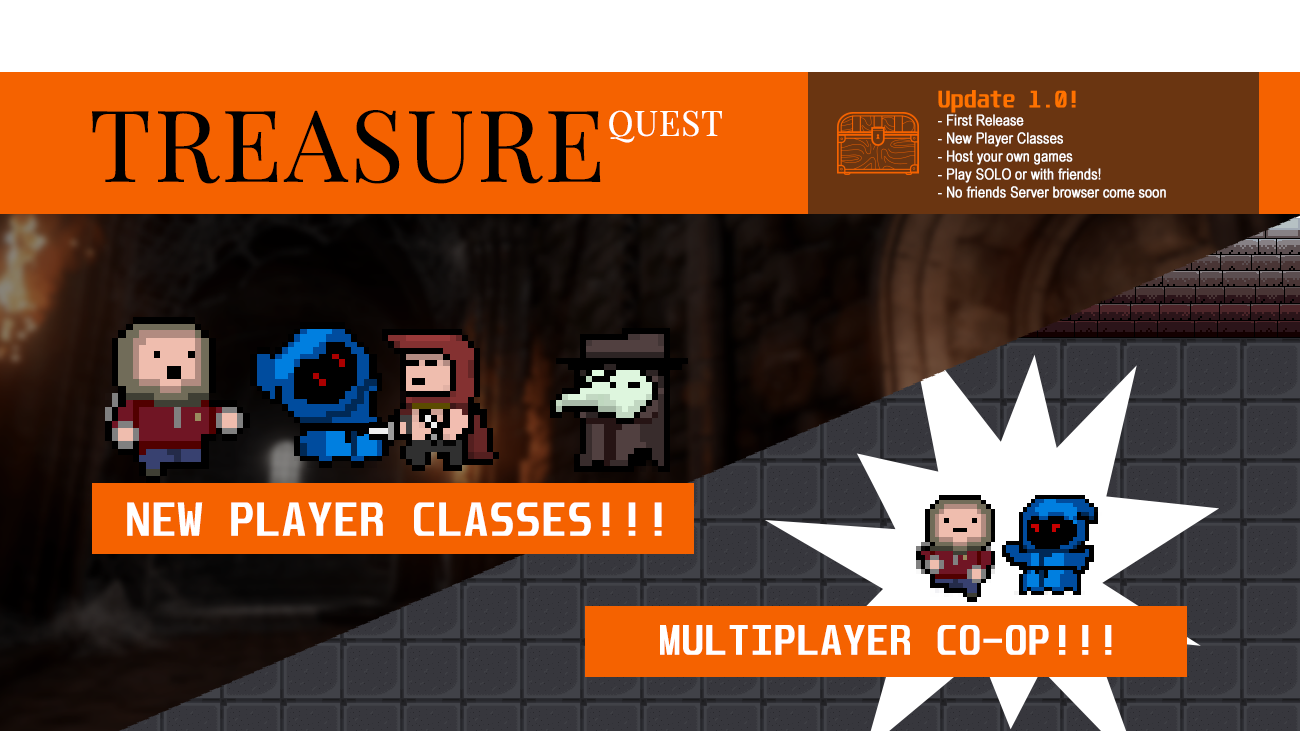 TREASURE QUEST
Update 1.0!
- First Release
- New Player Classes
- Host your own games
- Play SOLO or with friends!
- No friends Server browser come soon
NEW PLAYER CLASSES!!!
MULTIPLAYER CO-OP!!!